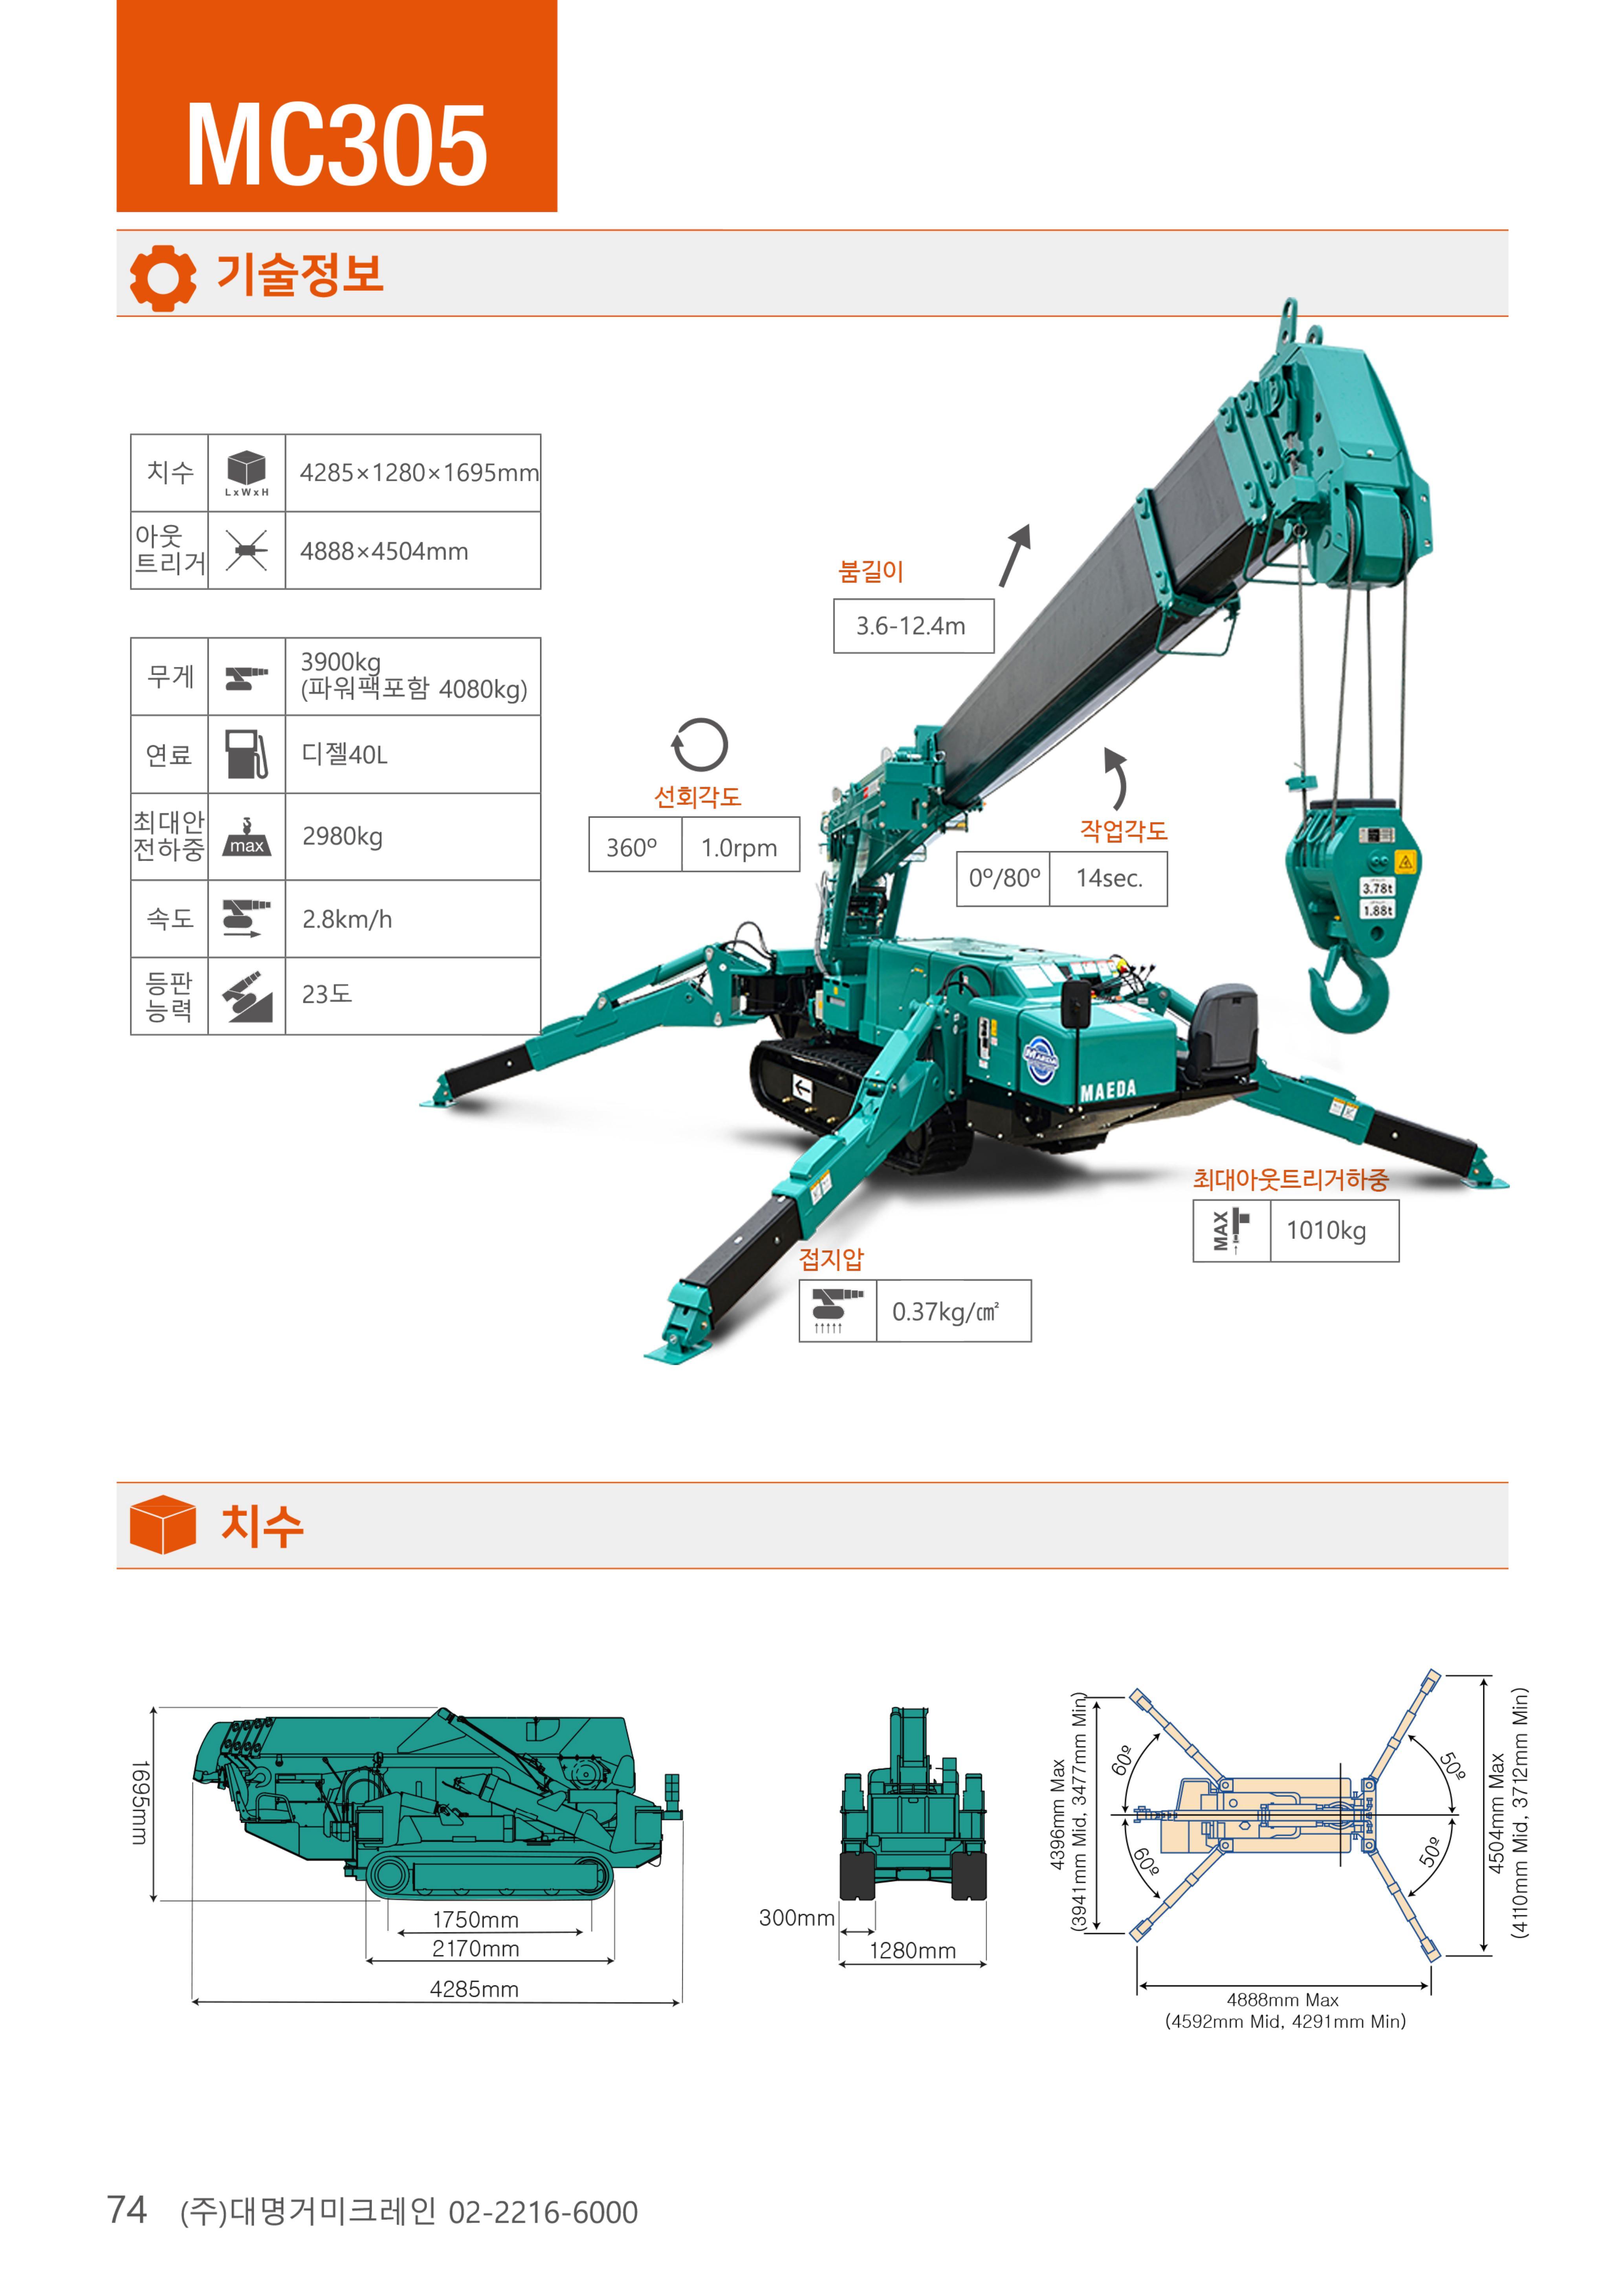 MC305
기술정보
치수
LxWxH
4285×1280×1695mm
아웃
트리거
4888×4504mm
무게
3900kg
(파워팩포함 4080kg)
연료
디젤40L
최대안
전하중
max
2980kg
속도
2.8km/h
등판
능력
23도
붐길이
3.6-12.4m
선회각도
360º
1.0rpm
작업각도
0º/80º
14sec.
3.78t
1.88t
MAEDA
MAEDA
최대아웃트리거하중
MAX
1010kg
접지압
0.37kg/㎠
치수
1695mm
1750mm
2170mm
4285mm
300mm
1280mm
4396mm Max
(3941mm Mid, 3477mm Min)
60º
60º
50º
50º
4504mm Max
(4110mm Mid, 3712mm Min)
4888mm Max
(4592mm Mid, 4291mm Min)
74 (주)대명거미크레인 02-2216-6000